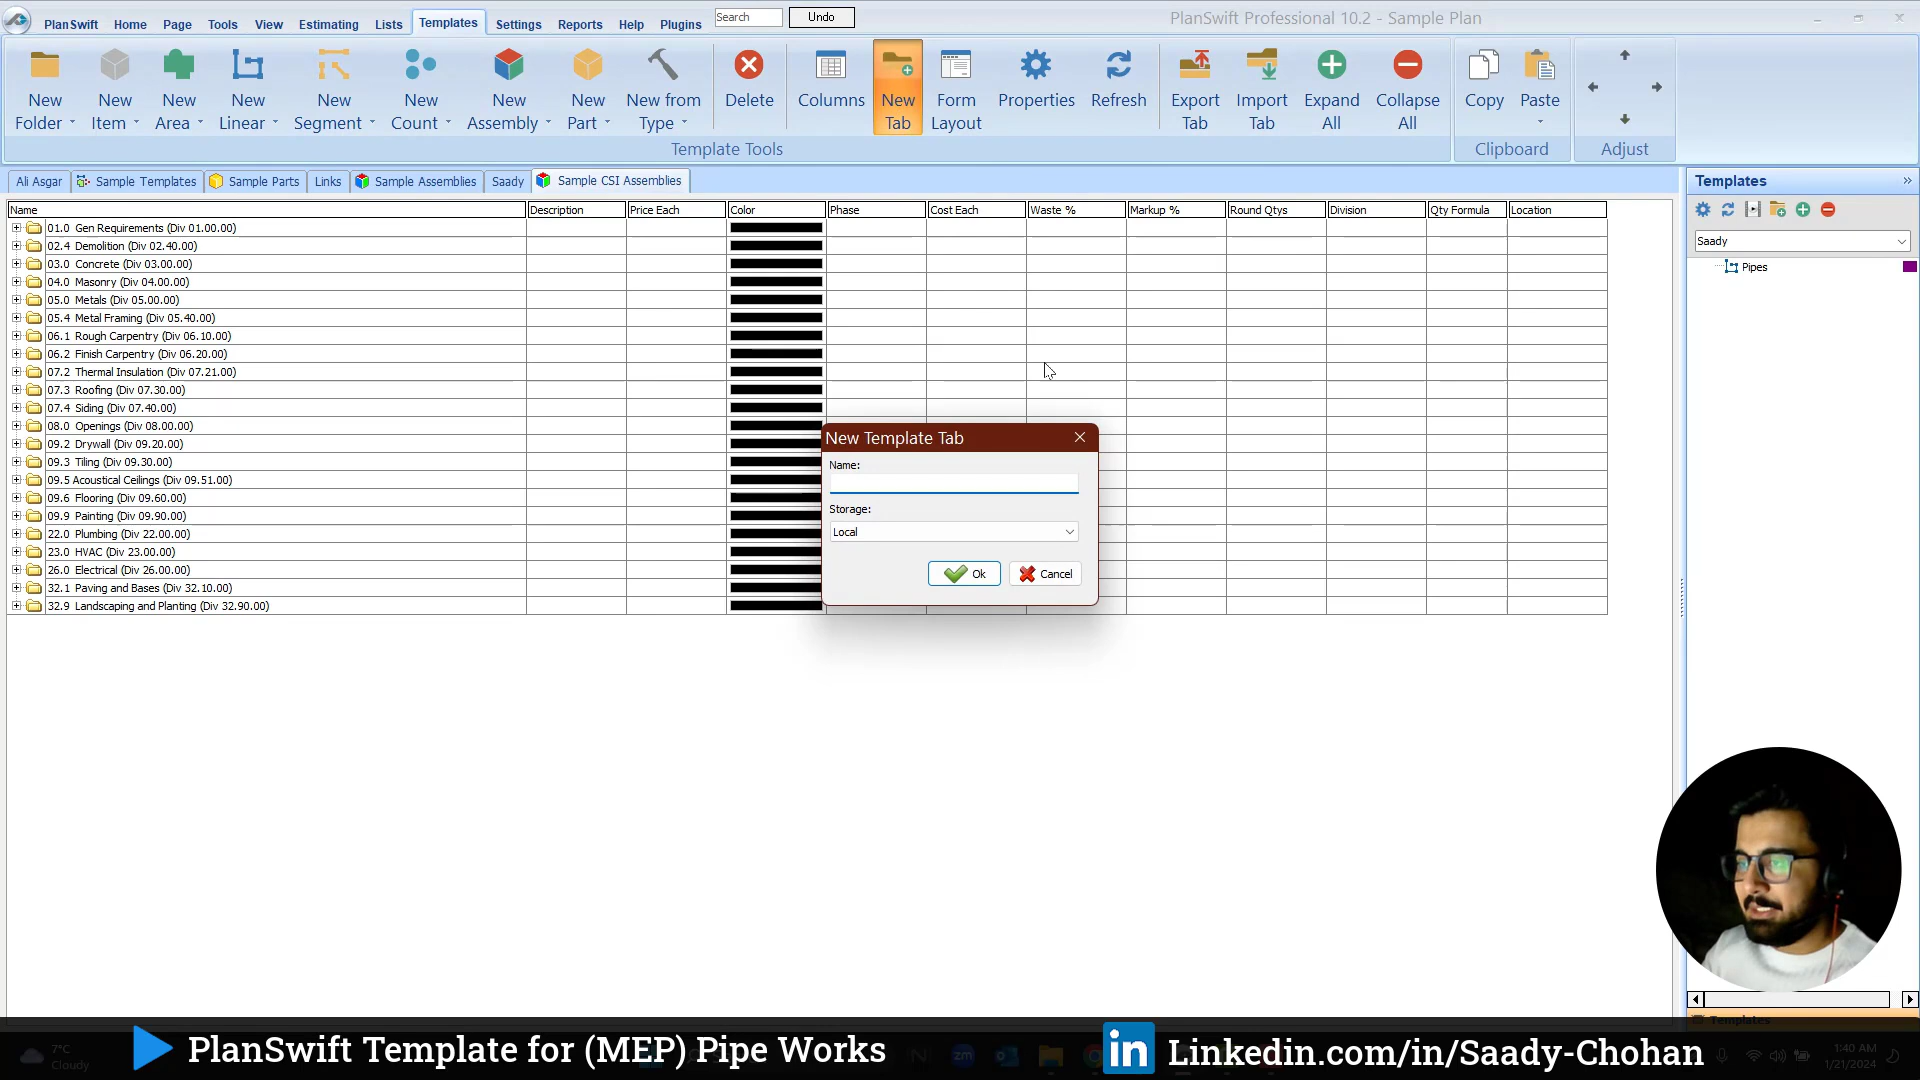 PlanSwift Home Page Tools View Estimating Lists Templates Settings Reports Help Plugins Search Undo PlanSwift Professional 10.2 - Sample Plan
New Folder
New Item
New Area
New Linear
New Segment
New Count
New Assembly
New Part
New from Type
Delete
Columns
New Tab
Form Layout
Properties
Refresh
Export Tab
Import Tab
Expand All
Collapse All
Copy
Paste
Template Tools Clipboard Adjust
Ali Asgar Sample Templates Sample Parts Links Sample Assemblies Saady Sample CSI Assemblies
Name Description Price Each Color Phase Cost Each Waste % Markup % Round Qtys Division Qty Formula Location
01.0 Gen Requirements (Div 01.00.00)
02.4 Demolition (Div 02.40.00)
03.0 Concrete (Div 03.00.00)
04.0 Masonry (Div 04.00.00)
05.0 Metals (Div 05.00.00)
05.4 Metal Framing (Div 05.40.00)
06.1 Rough Carpentry (Div 06.10.00)
06.2 Finish Carpentry (Div 06.20.00)
07.2 Thermal Insulation (Div 07.21.00)
07.3 Roofing (Div 07.30.00)
07.4 Siding (Div 07.40.00)
08.0 Openings (Div 08.00.00)
09.2 Drywall (Div 09.20.00)
09.3 Tiling (Div 09.30.00)
09.5 Acoustical Ceilings (Div 09.51.00)
09.6 Flooring (Div 09.60.00)
09.9 Painting (Div 09.90.00)
22.0 Plumbing (Div 22.00.00)
23.0 HVAC (Div 23.00.00)
26.0 Electrical (Div 26.00.00)
32.1 Paving and Bases (Div 32.10.00)
32.9 Landscaping and Planting (Div 32.90.00)
New Template Tab
Name:
Storage:
Local
Ok Cancel
Templates
Saady
Pipes
Templates
7°C
Cloudy
PlanSwift Template for (MEP) Pipe Works
in Linkedin.com/in/Saady-Chohan
1:40 AM
1/21/2024